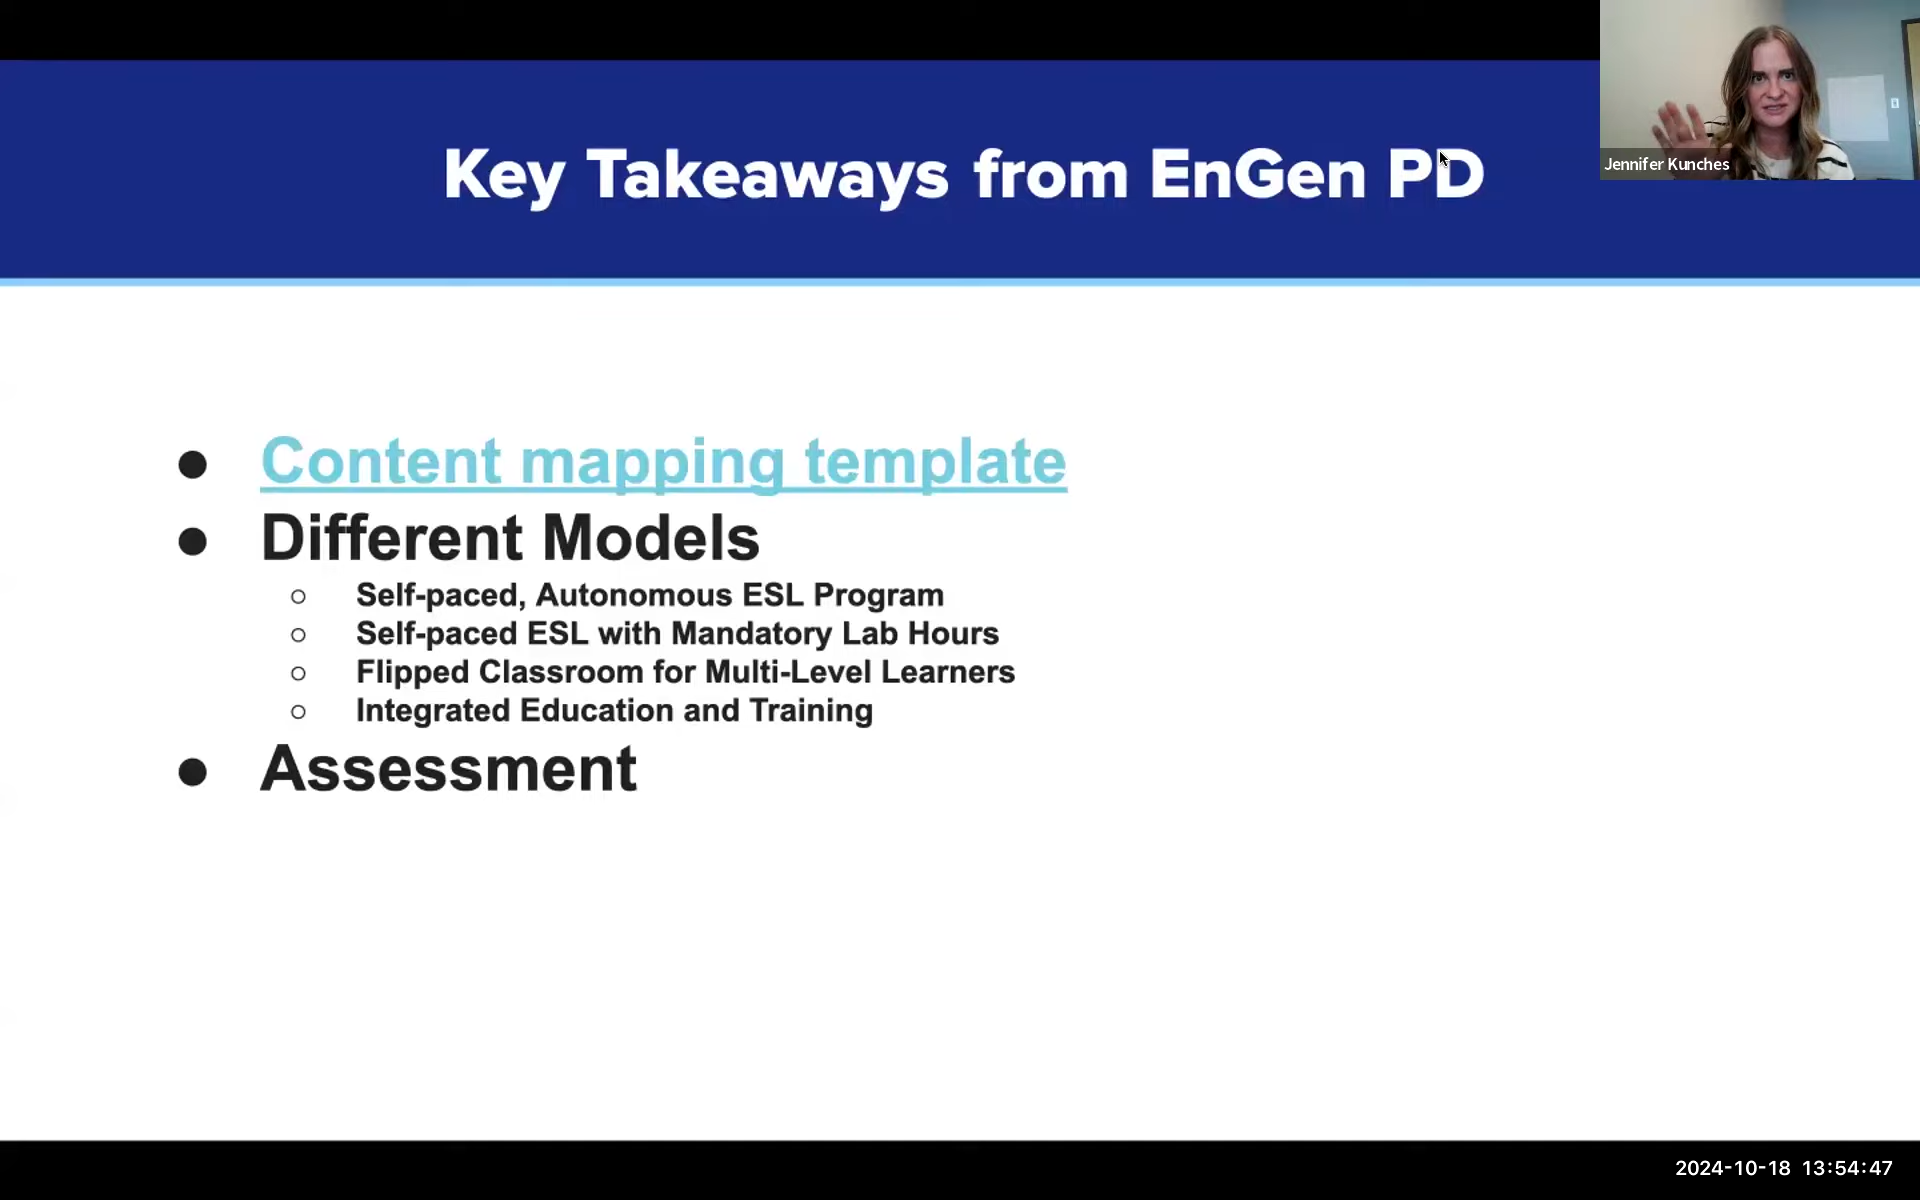 Key Takeaways from EnGen PD
Jennifer Kunches
● Content mapping template
● Different Models
○ Self-paced, Autonomous ESL Program
○ Self-paced ESL with Mandatory Lab Hours
○ Flipped Classroom for Multi-Level Learners
○ Integrated Education and Training
● Assessment
2024-10-18 13:54:47